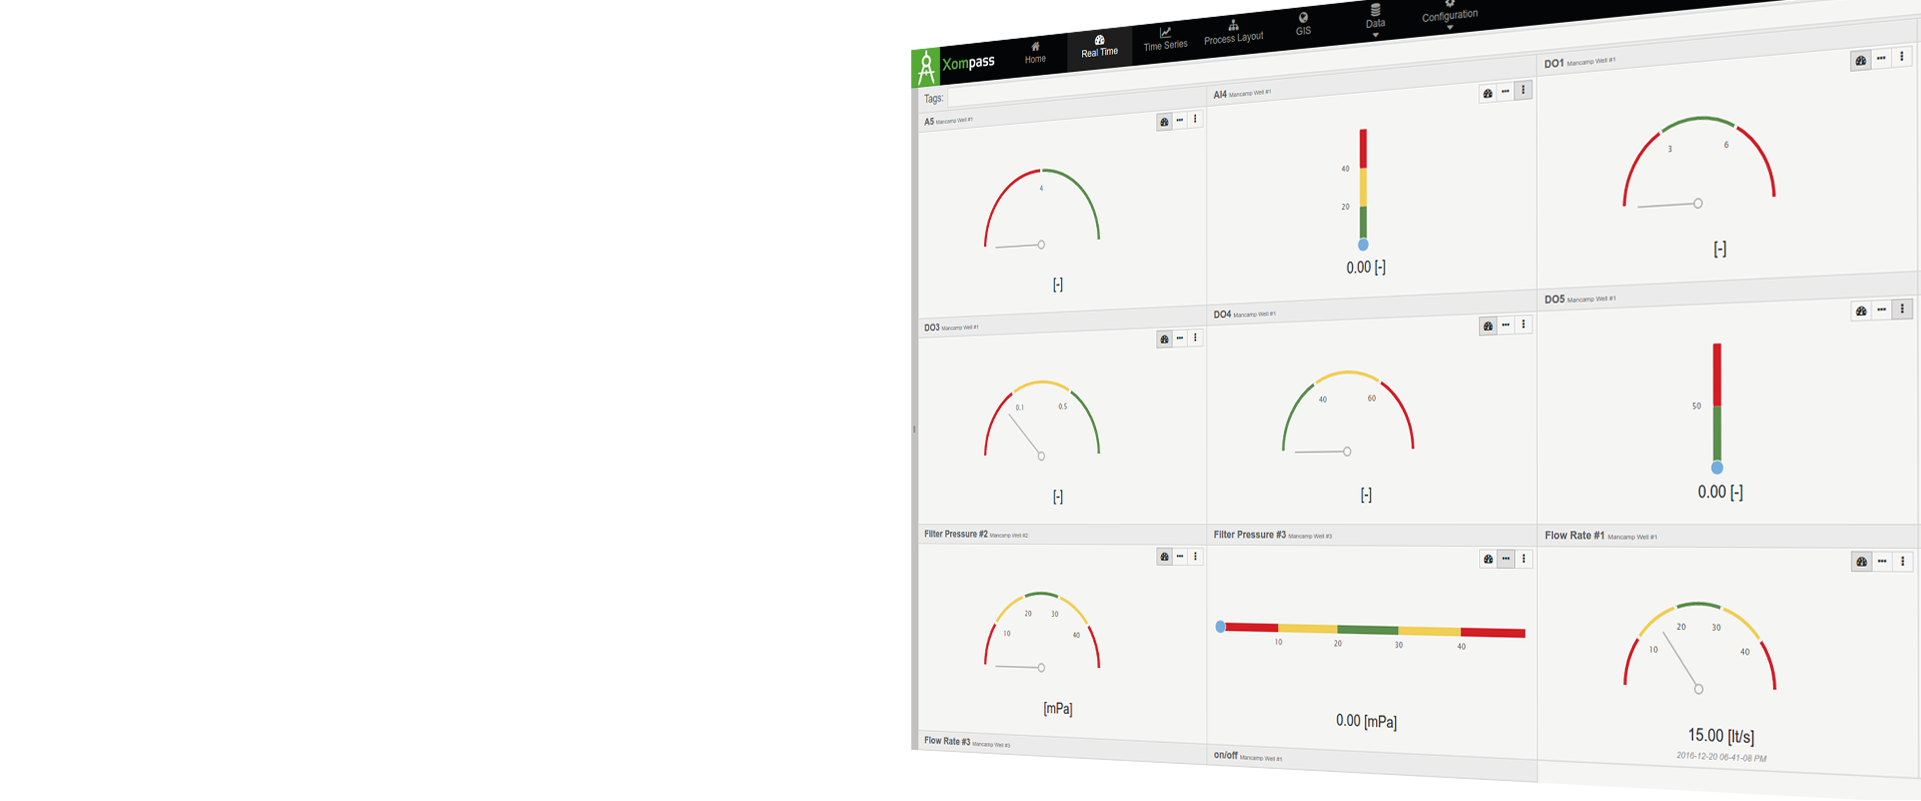 Xompass
Home
Real Time
Time Series
Process Layout
GIS
Data
Configuration
Tags:
A5 Mancamp Well #1
4
[-]
AI4 Mancamp Well #1
40
20
0.00 [-]
DO1 Mancamp Well #1
3
6
[-]
DO3 Mancamp Well #1
0.1
0.5
[-]
DO4 Mancamp Well #1
40
60
[-]
DO5 Mancamp Well #1
50
0.00 [-]
Filter Pressure #2 Mancamp Well #2
10
20
30
40
[mPa]
Filter Pressure #3 Mancamp Well #3
10
20
30
40
0.00 [mPa]
Flow Rate #1 Mancamp Well #1
10
20
30
40
15.00 [lt/s]
2016-12-20 06-41-08 PM
Flow Rate #3 Mancamp Well #3
on/off Mancamp Well #1